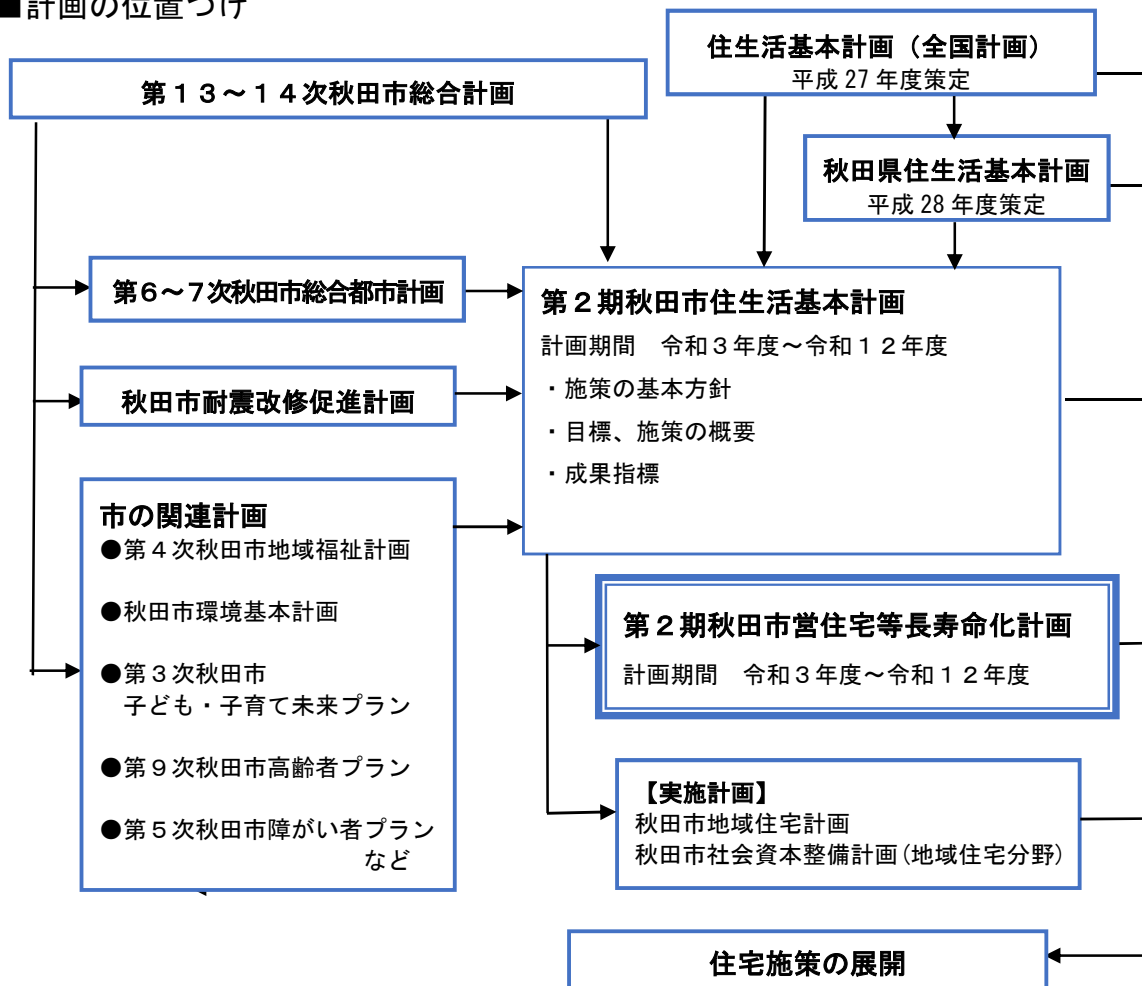 ■計画の位置づけ
住生活基本計画（全国計画）
平成27年度策定
第１３～１４次秋田市総合計画
秋田県住生活基本計画
平成28年度策定
第６～７次秋田市総合都市計画
秋田市耐震改修促進計画
市の関連計画
●第４次秋田市地域福祉計画
●秋田市環境基本計画
●第３次秋田市
子ども・子育て未来プラン
●第９次秋田市高齢者プラン
●第５次秋田市障がい者プラン
など
第２期秋田市住生活基本計画
計画期間　令和３年度～令和１２年度
・施策の基本方針
・目標、施策の概要
・成果指標
第２期秋田市営住宅等長寿命化計画
計画期間　令和３年度～令和１２年度
【実施計画】
秋田市地域住宅計画
秋田市社会資本整備計画(地域住宅分野)
住宅施策の展開